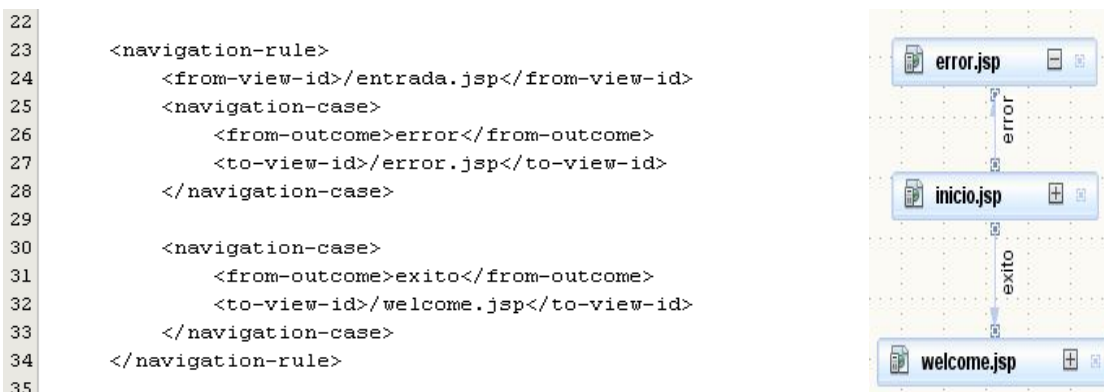 22
23 <navigation-rule>
24 <from-view-id>/entrada.jsp</from-view-id>
25 <navigation-case>
26 <from-outcome>error</from-outcome>
27 <to-view-id>/error.jsp</to-view-id>
28 </navigation-case>
29
30 <navigation-case>
31 <from-outcome>exito</from-outcome>
32 <to-view-id>/welcome.jsp</to-view-id>
33 </navigation-case>
34 </navigation-rule>
35
error.jsp
error
inicio.jsp
exito
welcome.jsp